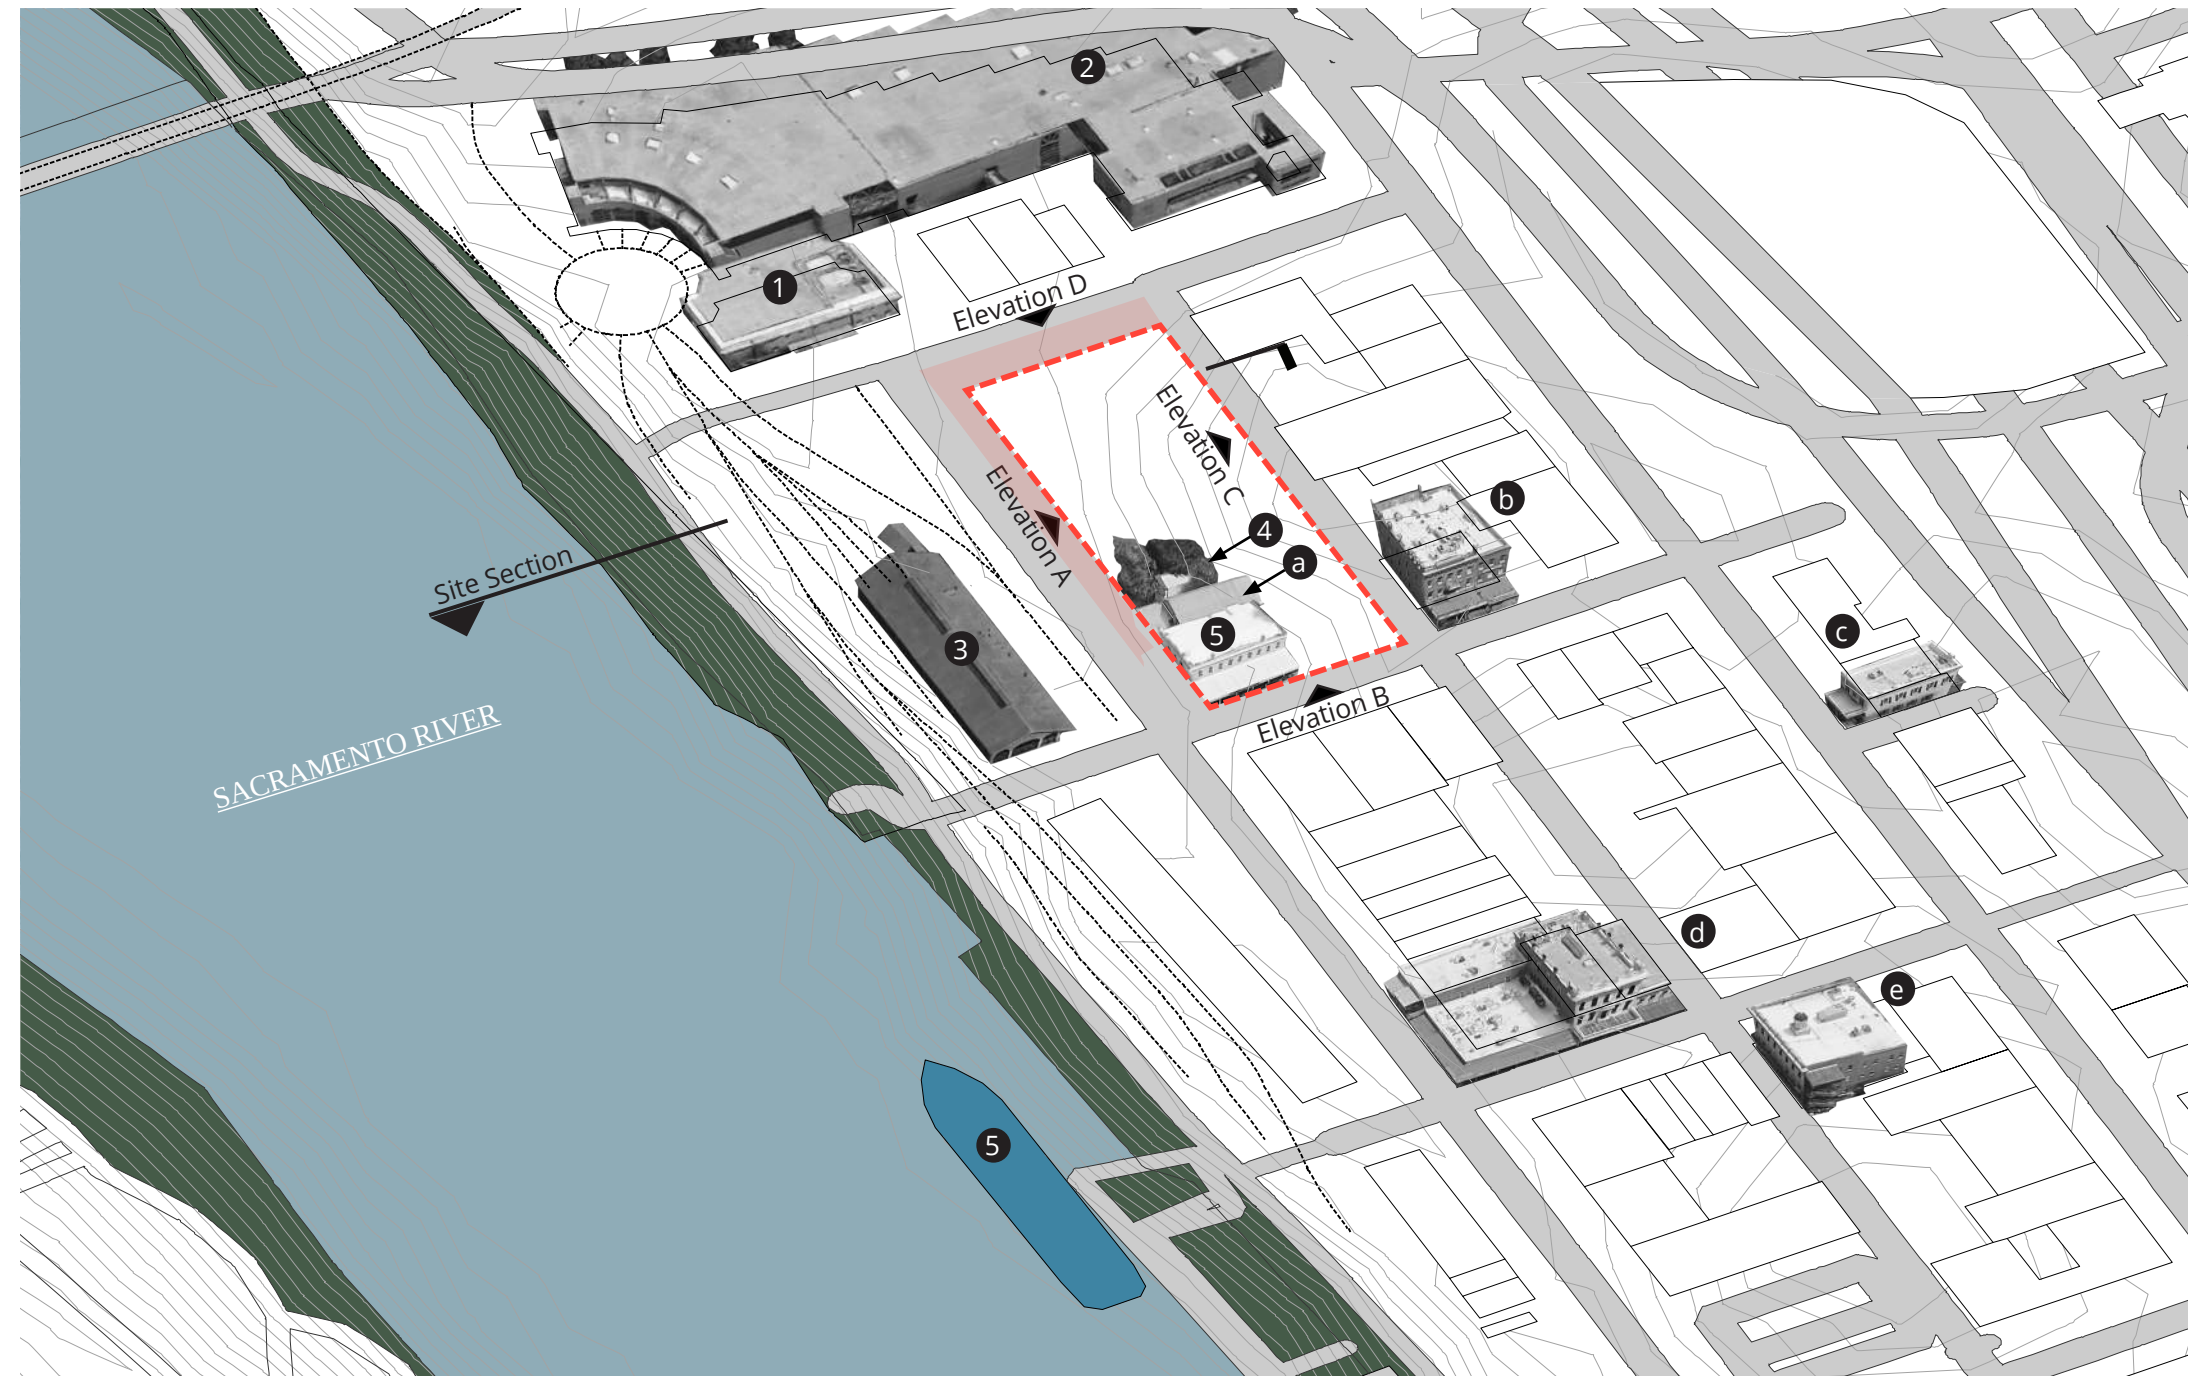 2
1
Elevation D
Elevation C
Elevation A
b
4
a
Site Section
5
c
3
Elevation B
SACRAMENTO RIVER
d
e
5